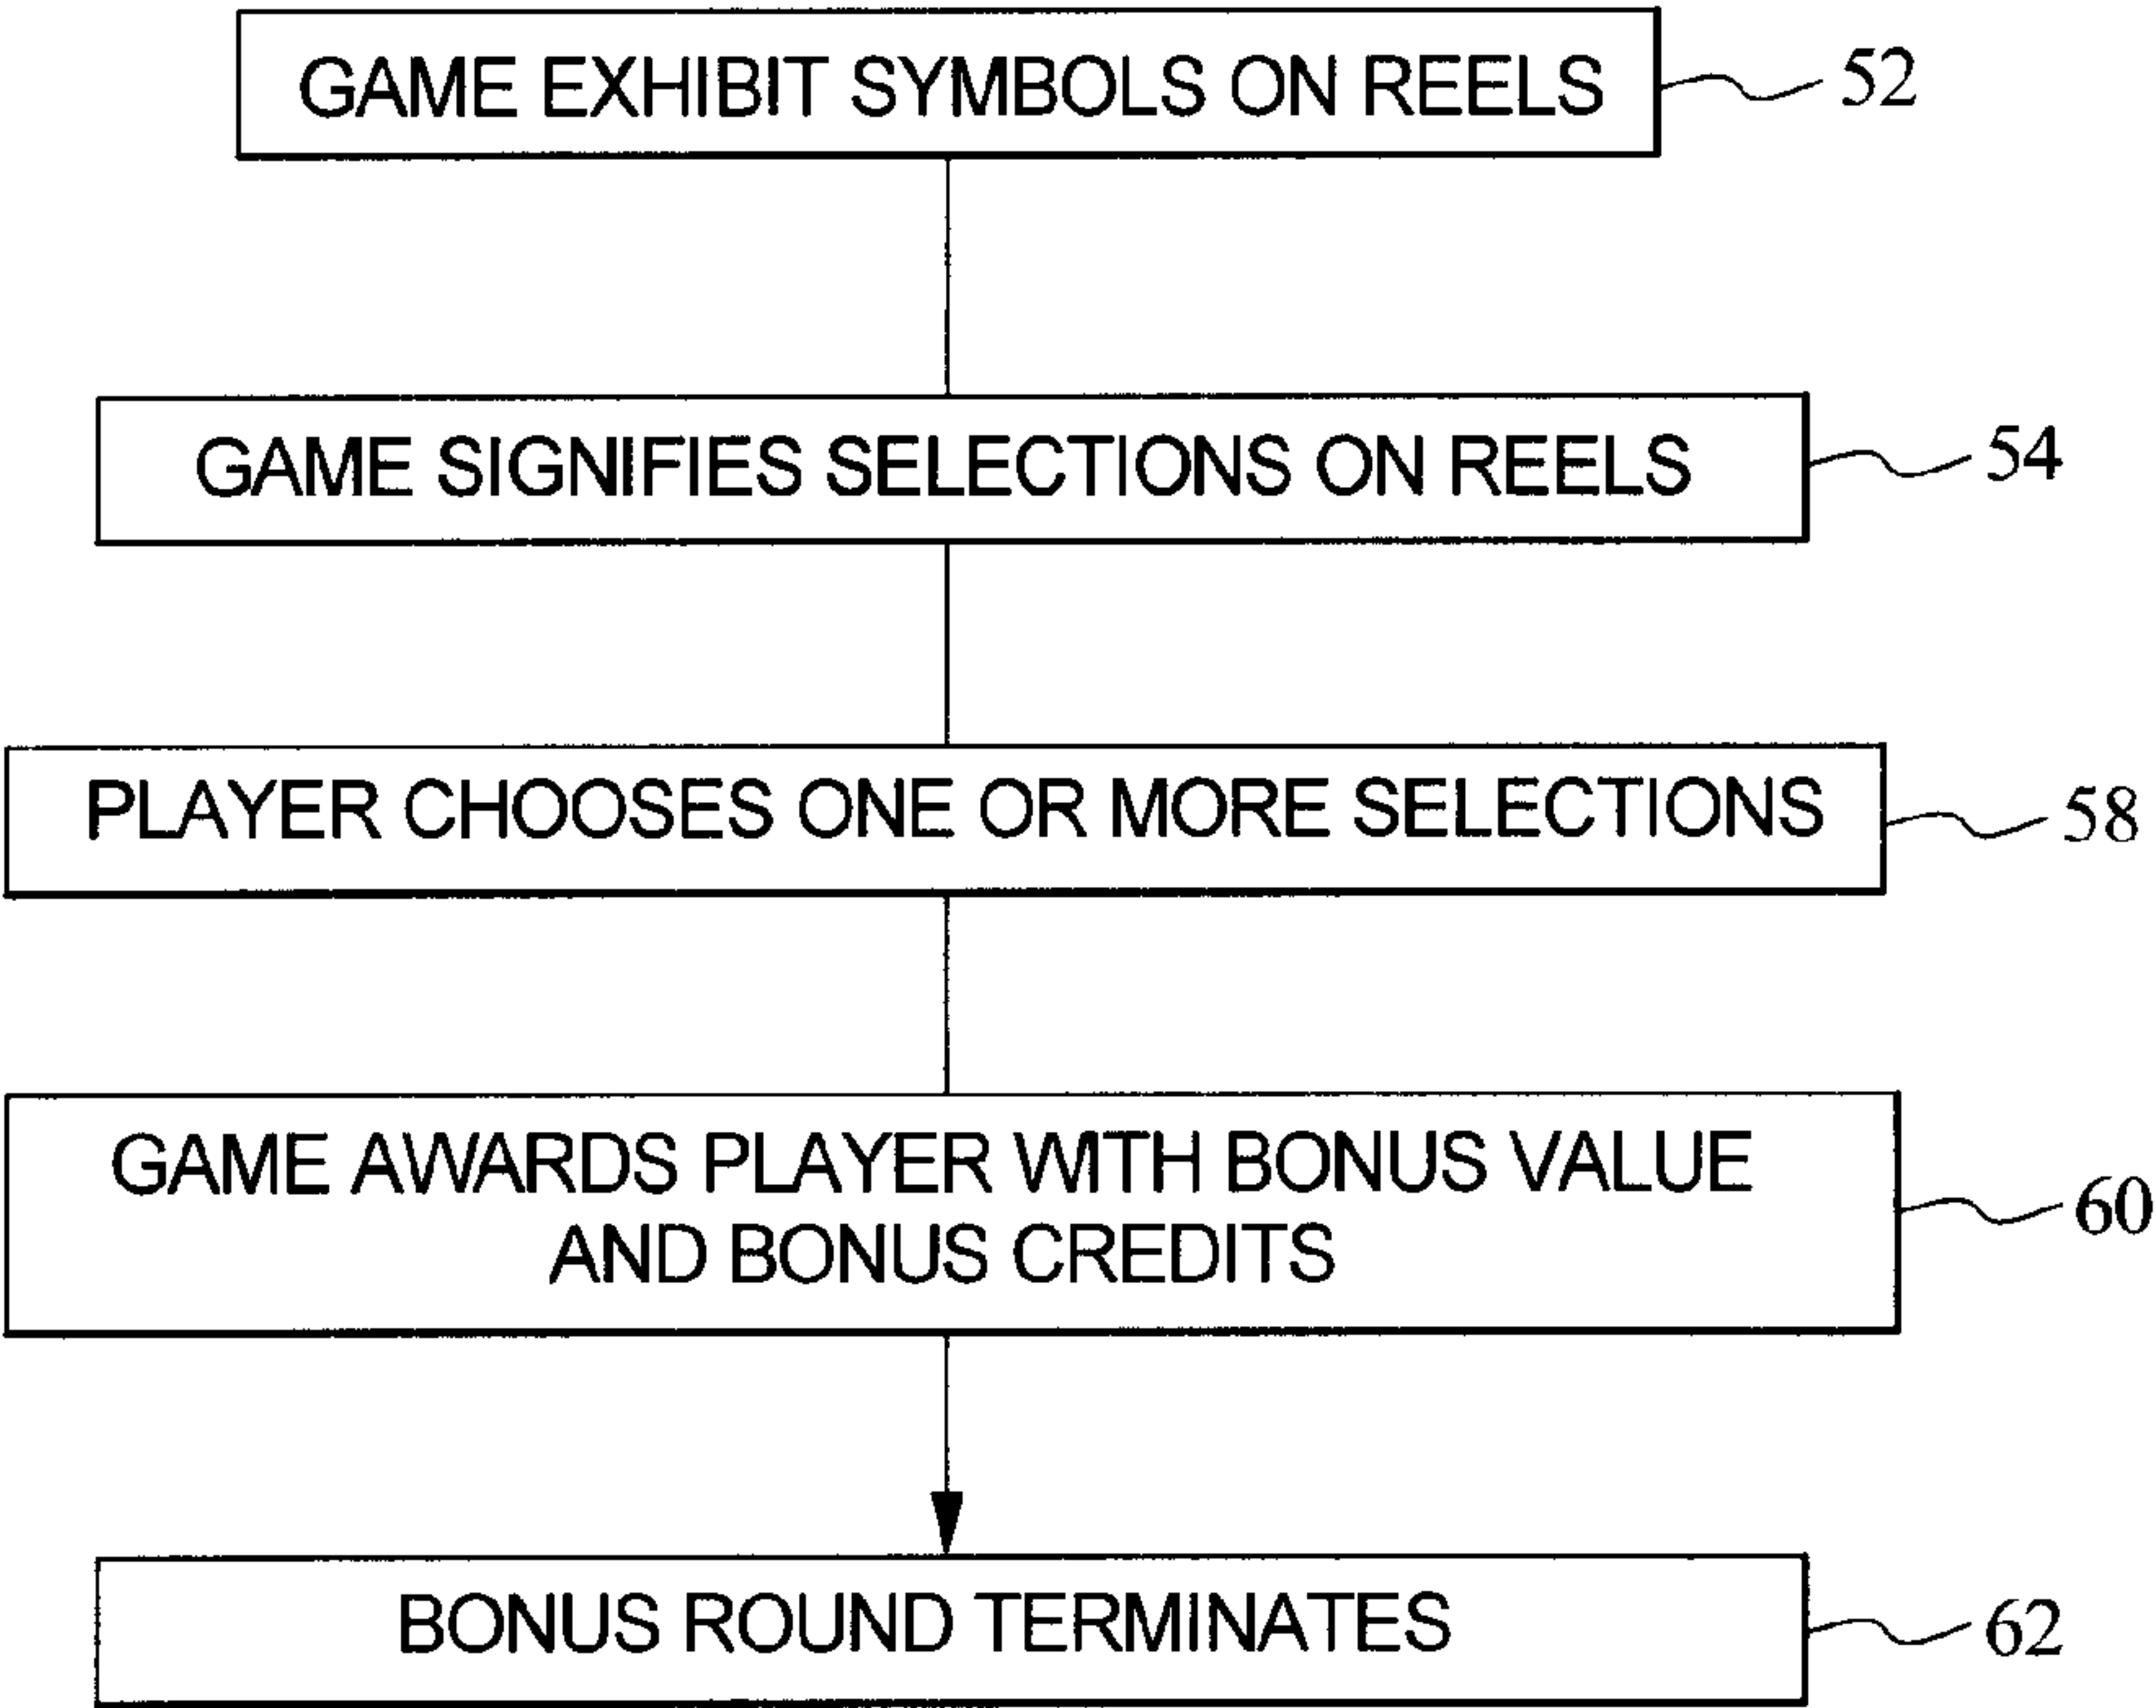 GAME EXHIBIT SYMBOLS ON REELS
52
GAME SIGNIFIES SELECTIONS ON REELS
54
PLAYER CHOOSES ONE OR MORE SELECTIONS
58
GAME AWARDS PLAYER WITH BONUS VALUE
AND BONUS CREDITS
60
BONUS ROUND TERMINATES
62